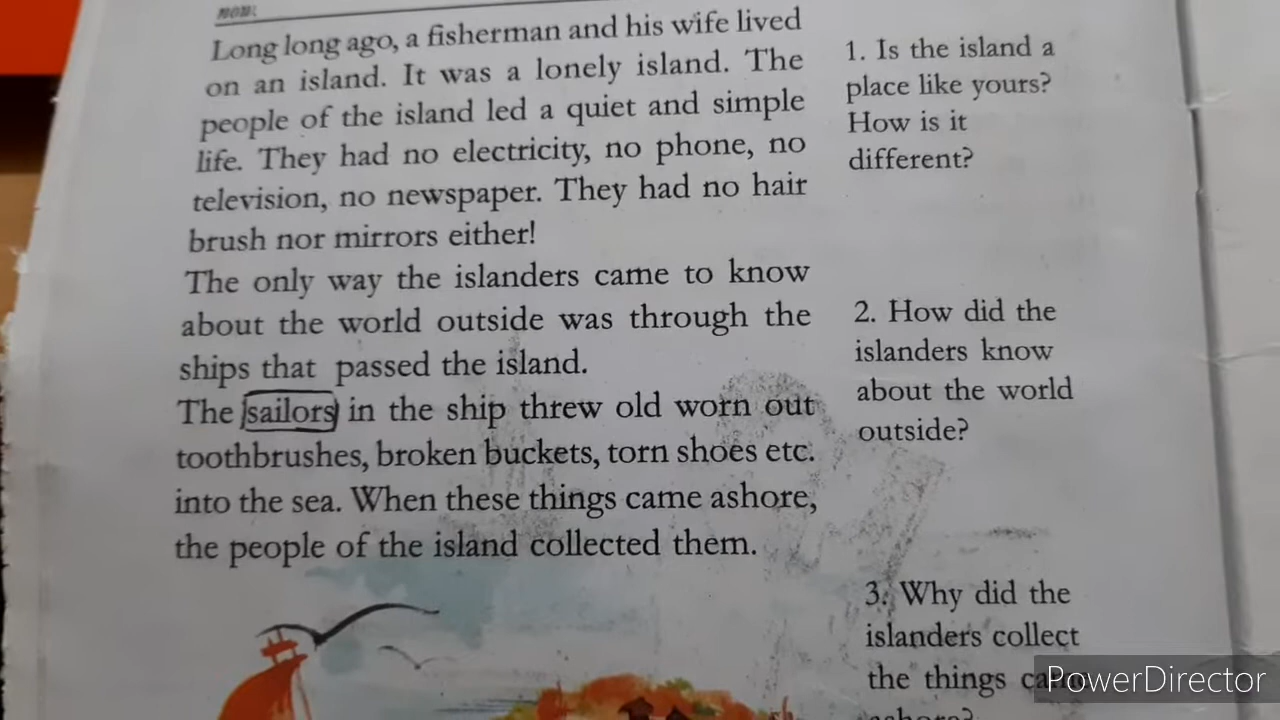 Long long ago, a fisherman and his wife lived
on an island. It was a lonely island. The
people of the island led a quiet and simple
life. They had no electricity, no phone, no
television, no newspaper. They had no hair
brush nor mirrors either!
The only way the islanders came to know
about the world outside was through the
ships that passed the island.
The sailors in the ship threw old worn out
toothbrushes, broken buckets, torn shoes etc.
into the sea. When these things came ashore,
the people of the island collected them.
1. Is the island a
place like yours?
How is it
different?
2. How did the
islanders know
about the world
outside?
3. Why did the
islanders collect
the things
PowerDirector